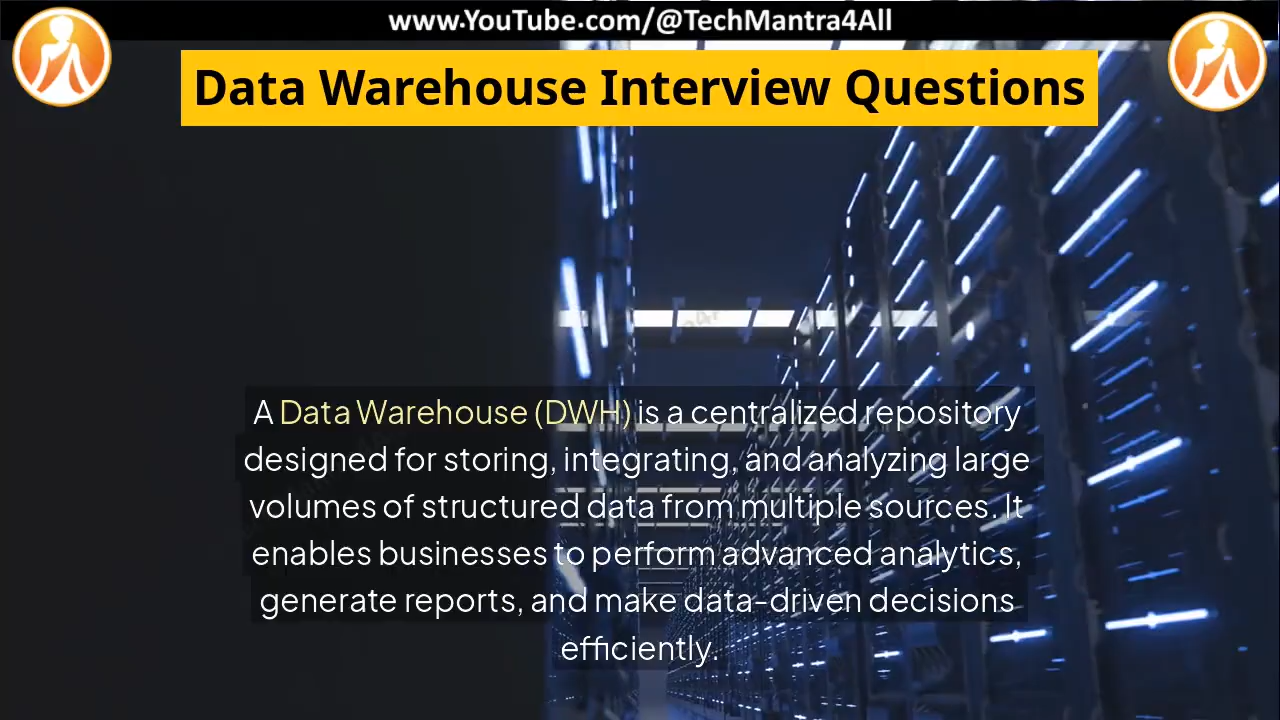 www.YouTube.com/@TechMantra4All
Data Warehouse Interview Questions
A Data Warehouse (DWH) is a centralized repository
designed for storing, integrating, and analyzing large
volumes of structured data from multiple sources. It
enables businesses to perform advanced analytics,
generate reports, and make data-driven decisions
efficiently.